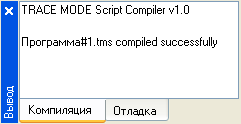 TRACE MODE Script Compiler v1.0
Программа#1.tms compiled successfully
Вывод
Компиляция
Отладка